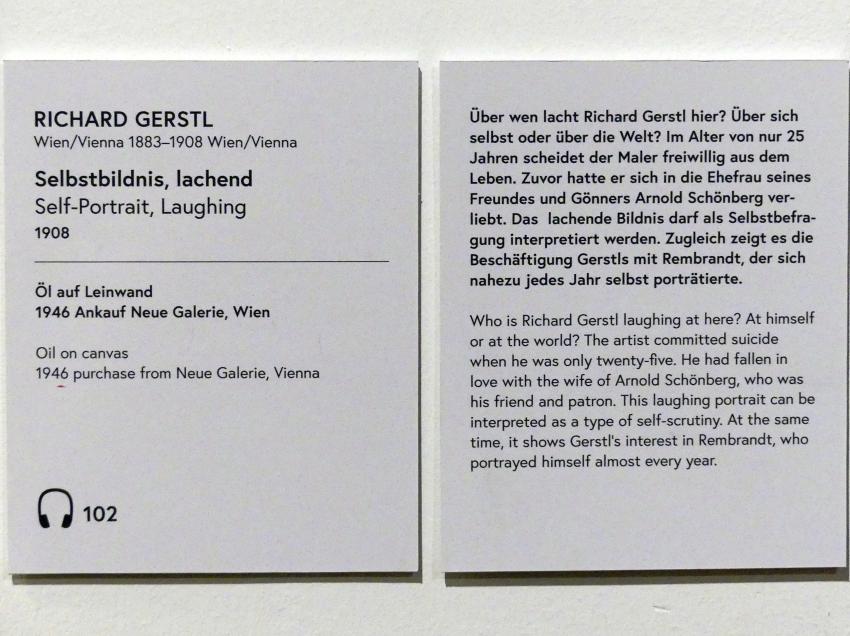 RICHARD GERSTL
Wien/Vienna 1883–1908 Wien/Vienna
Selbstbildnis, lachend
Self-Portrait, Laughing
1908
Öl auf Leinwand
1946 Ankauf Neue Galerie, Wien
Oil on canvas
1946 purchase from Neue Galerie, Vienna
102
Über wen lacht Richard Gerstl hier? Über sich
selbst oder über die Welt? Im Alter von nur 25
Jahren scheidet der Maler freiwillig aus dem
Leben. Zuvor hatte er sich in die Ehefrau seines
Freundes und Gönners Arnold Schönberg ver-
liebt. Das lachende Bildnis darf als Selbstbefra-
gung interpretiert werden. Zugleich zeigt es die
Beschäftigung Gerstls mit Rembrandt, der sich
nahezu jedes Jahr selbst porträtierte.
Who is Richard Gerstl laughing at here? At himself
or at the world? The artist committed suicide
when he was only twenty-five. He had fallen in
love with the wife of Arnold Schönberg, who was
his friend and patron. This laughing portrait can be
interpreted as a type of self-scrutiny. At the same
time, it shows Gerstl's interest in Rembrandt, who
portrayed himself almost every year.